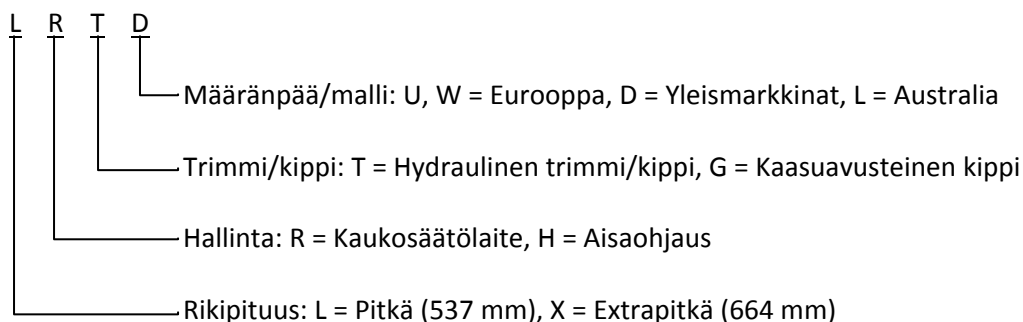 L R T D
Määränpää/malli: U, W = Eurooppa, D = Yleismarkkinat, L = Australia
Trimmi/kippi: T = Hydraulinen trimmi/kippi, G = Kaasuavusteinen kippi
Hallinta: R = Kaukosäätölaite, H = Aisaohjaus
Rikipituus: L = Pitkä (537 mm), X = Extrapitkä (664 mm)